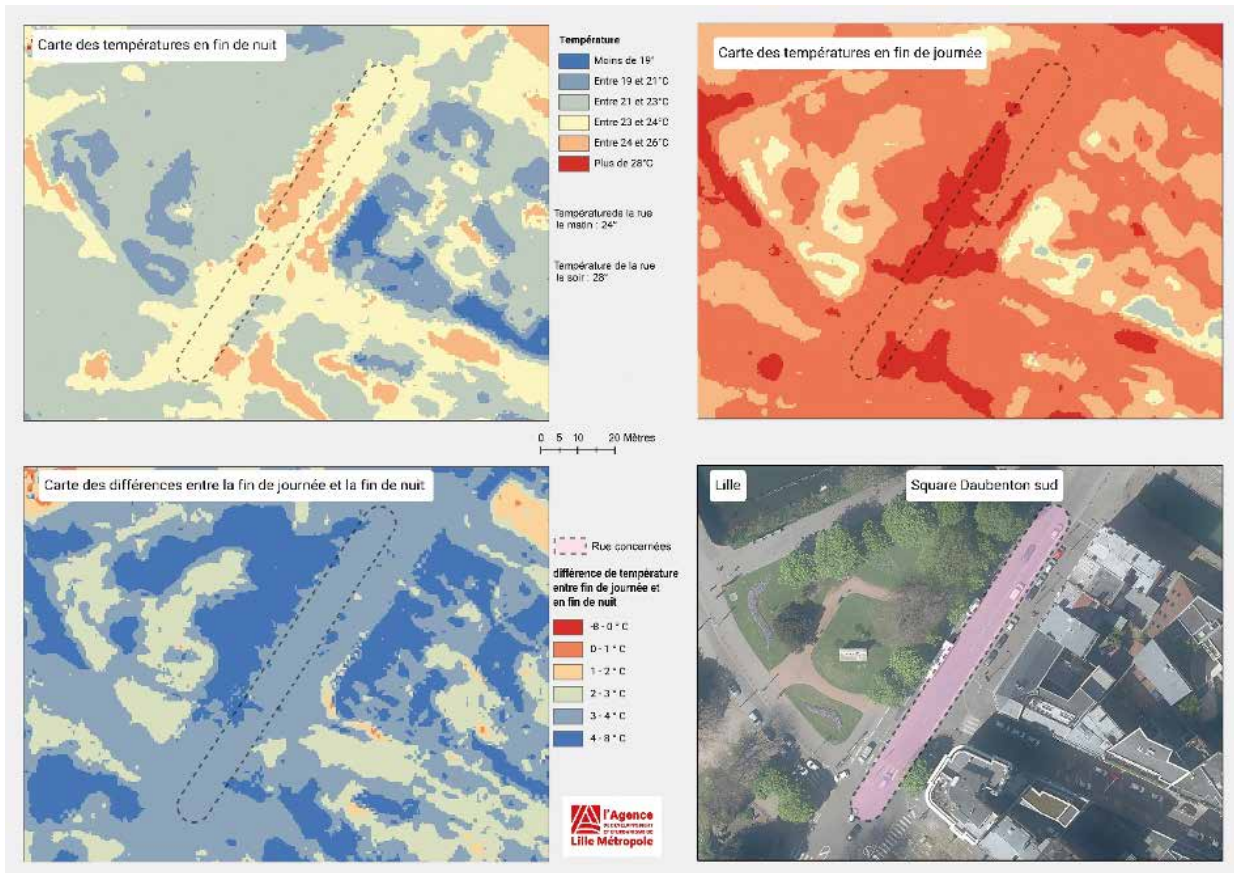 Carte des températures en fin de nuit
Température
Moins de 19°
Entre 19 et 21°C
Entre 21 et 23°C
Entre 23 et 24°C
Entre 24 et 26°C
Plus de 28°C
Températurede la rue
le matin : 24°
Température de la rue
le soir : 28°
Carte des températures en fin de journée
0 5 10 20 Mètres
Carte des différences entre la fin de journée et la fin de nuit
Rue concernées
différence de température
entre fin de journée et
en fin de nuit
-8 - 0 ° C
0 - 1 ° C
1 - 2 ° C
2 - 3 ° C
3 - 4 ° C
4 - 8 ° C
l'Agence
DE DÉVELOPPEMENT
ET D'URBANISME DE
Lille Métropole
Lille
Square Daubenton sud